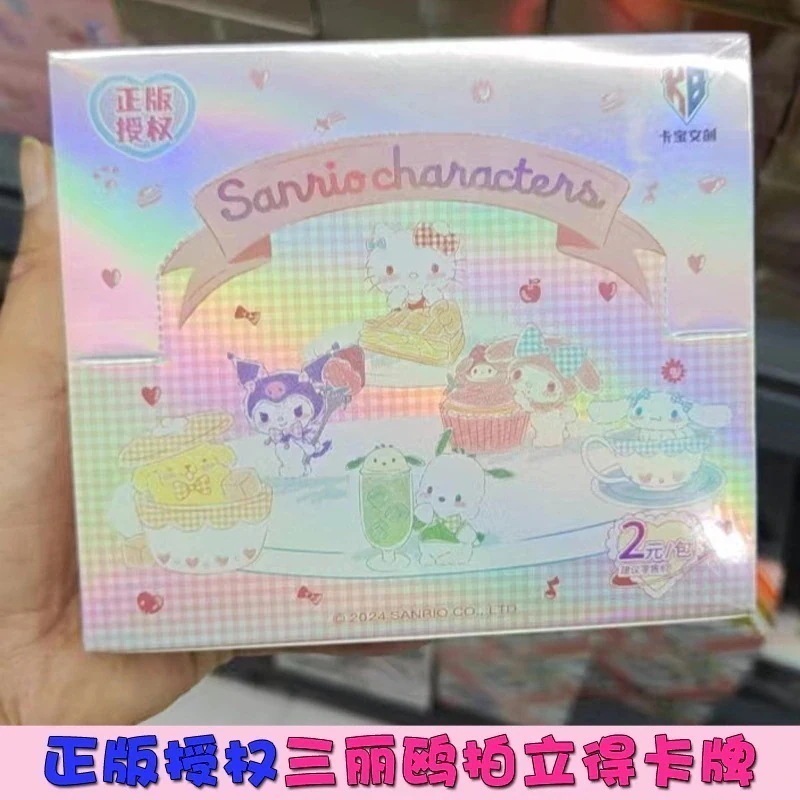 正版
授权
KB
卡宝文创
Sanrio characters
2元/包
建议零售价
© 2024 SANRIO CO., LTD.
正版授权三丽鸥拍立得卡牌